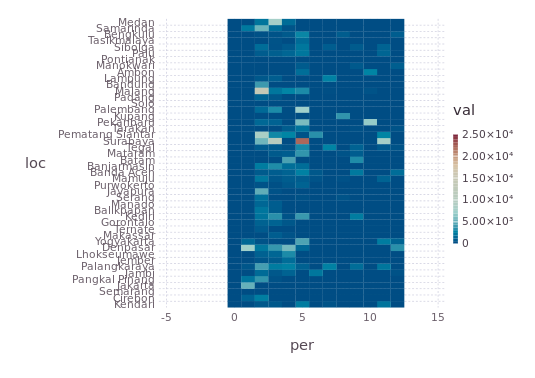 Medan
Samarinda
Bengkulu
Tasikmalaya
Sibolga
Palu
Pontianak
Manokwari
Ambon
Lampung
Bandung
Malang
Padang
Solo
Palembang
Kupang
Pekanbaru
Tarakan
Pematang Siantar
Surabaya
Tegal
Mataram
Batam
Banjarmasin
Banda Aceh
Mamuju
Purwokerto
Jayapura
Serang
Manado
Balikpapan
Kediri
Gorontalo
Ternate
Makassar
Yogyakarta
Denpasar
Lhokseumawe
Jember
Palangkaraya
Jambi
Pangkal Pinang
Jakarta
Semarang
Cirebon
Kendari
loc
-5 0 5 10 15
per
val
2.50×10⁴
2.00×10⁴
1.50×10⁴
1.00×10⁴
5.00×10³
0